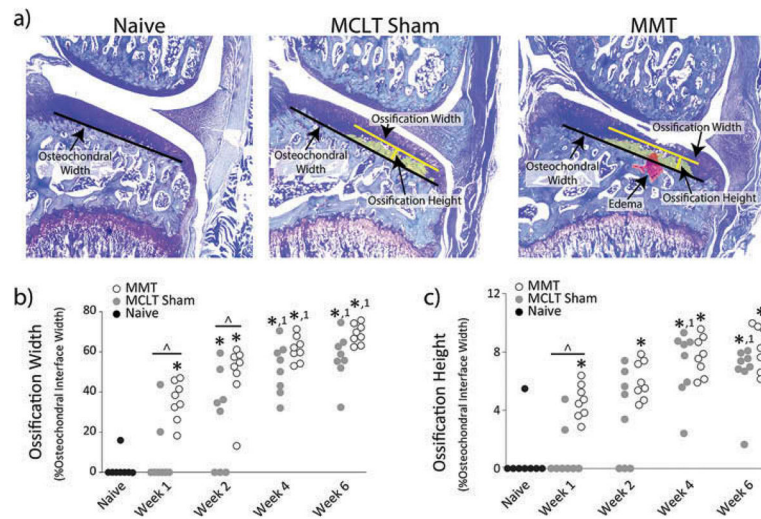 a)
Naive
MCLT Sham
MMT
Osteochondral
Width
Ossification
Width
Osteochondral
Width
Ossification Height
Ossification Width
Osteochondral
Width
Edema
Ossification Height
b)
○ MMT
● MCLT Sham
● Naive
Ossification Width
(%Osteochondral Interface Width)
80
60
40
20
0
^
*
^
*
*
*,1
*,1
*,1
*,1
Naive
Week 1
Week 2
Week 4
Week 6
c)
○ MMT
● MCLT Sham
● Naive
Ossification Height
(%Osteochondral Interface Width)
12
8
4
0
^
*
*
*,1
*
*,1
*
Naive
Week 1
Week 2
Week 4
Week 6